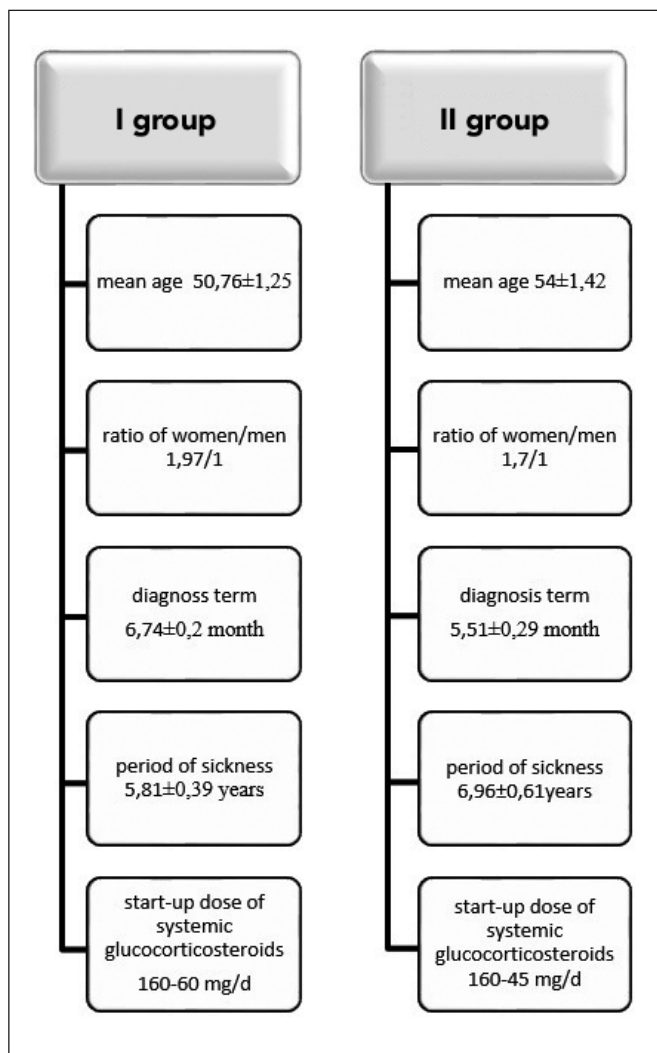 I group
mean age 50,76±1,25
ratio of women/men
1,97/1
diagnoss term
6,74±0,2 month
period of sickness
5,81±0,39 years
start-up dose of
systemic
glucocorticosteroids
160-60 mg/d
II group
mean age 54±1,42
ratio of women/men
1,7/1
diagnosis term
5,51±0,29 month
period of sickness
6,96±0,61years
start-up dose of
systemic
glucocorticosteroids
160-45 mg/d